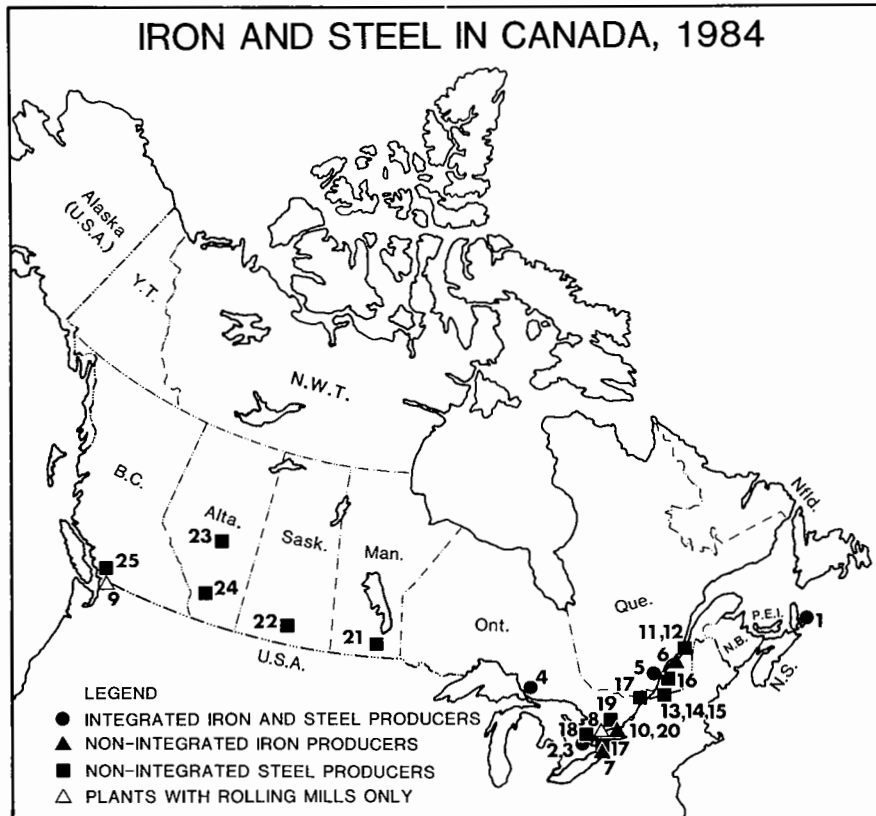 IRON AND STEEL IN CANADA, 1984
Alaska
(U.S.A.)
Y.T.
N.W.T.
B.C.
Alta.
Sask.
Man.
Ont.
Que.
Nfld.
P.E.I.
N.B.
N.S.
U.S.A.
23
24
25
9
22
21
4
11,12
6
5
16
17
13,14,15
1
19
8
18
10,20
2,3
17
7
LEGEND
INTEGRATED IRON AND STEEL PRODUCERS
NON-INTEGRATED IRON PRODUCERS
NON-INTEGRATED STEEL PRODUCERS
PLANTS WITH ROLLING MILLS ONLY